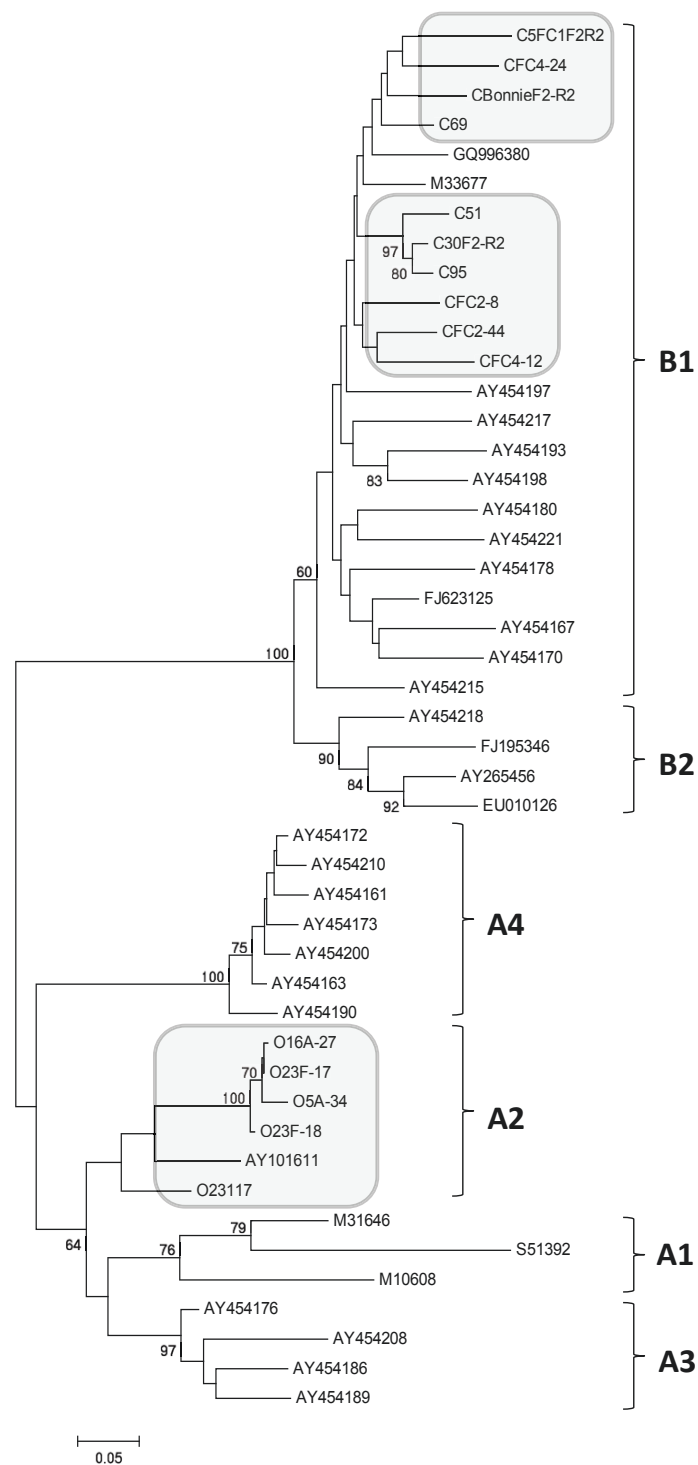 C5FC1F2R2
CFC4-24
CBonnieF2-R2
C69
GQ996380
M33677
C51
97
C30F2-R2
80
C95
CFC2-8
CFC2-44
CFC4-12
B1
AY454197
AY454217
AY454193
83
AY454198
AY454180
AY454221
60
AY454178
FJ623125
AY454167
100
AY454170
AY454215
AY454218
90
FJ195346
B2
84
AY265456
92
EU010126
AY454172
AY454210
AY454161
A4
AY454173
75
AY454200
100
AY454163
AY454190
O16A-27
70
O23F-17
100
O5A-34
A2
O23F-18
AY101611
O23117
79
M31646
64
76
S51392
A1
M10608
AY454176
97
AY454208
A3
AY454186
AY454189
0.05